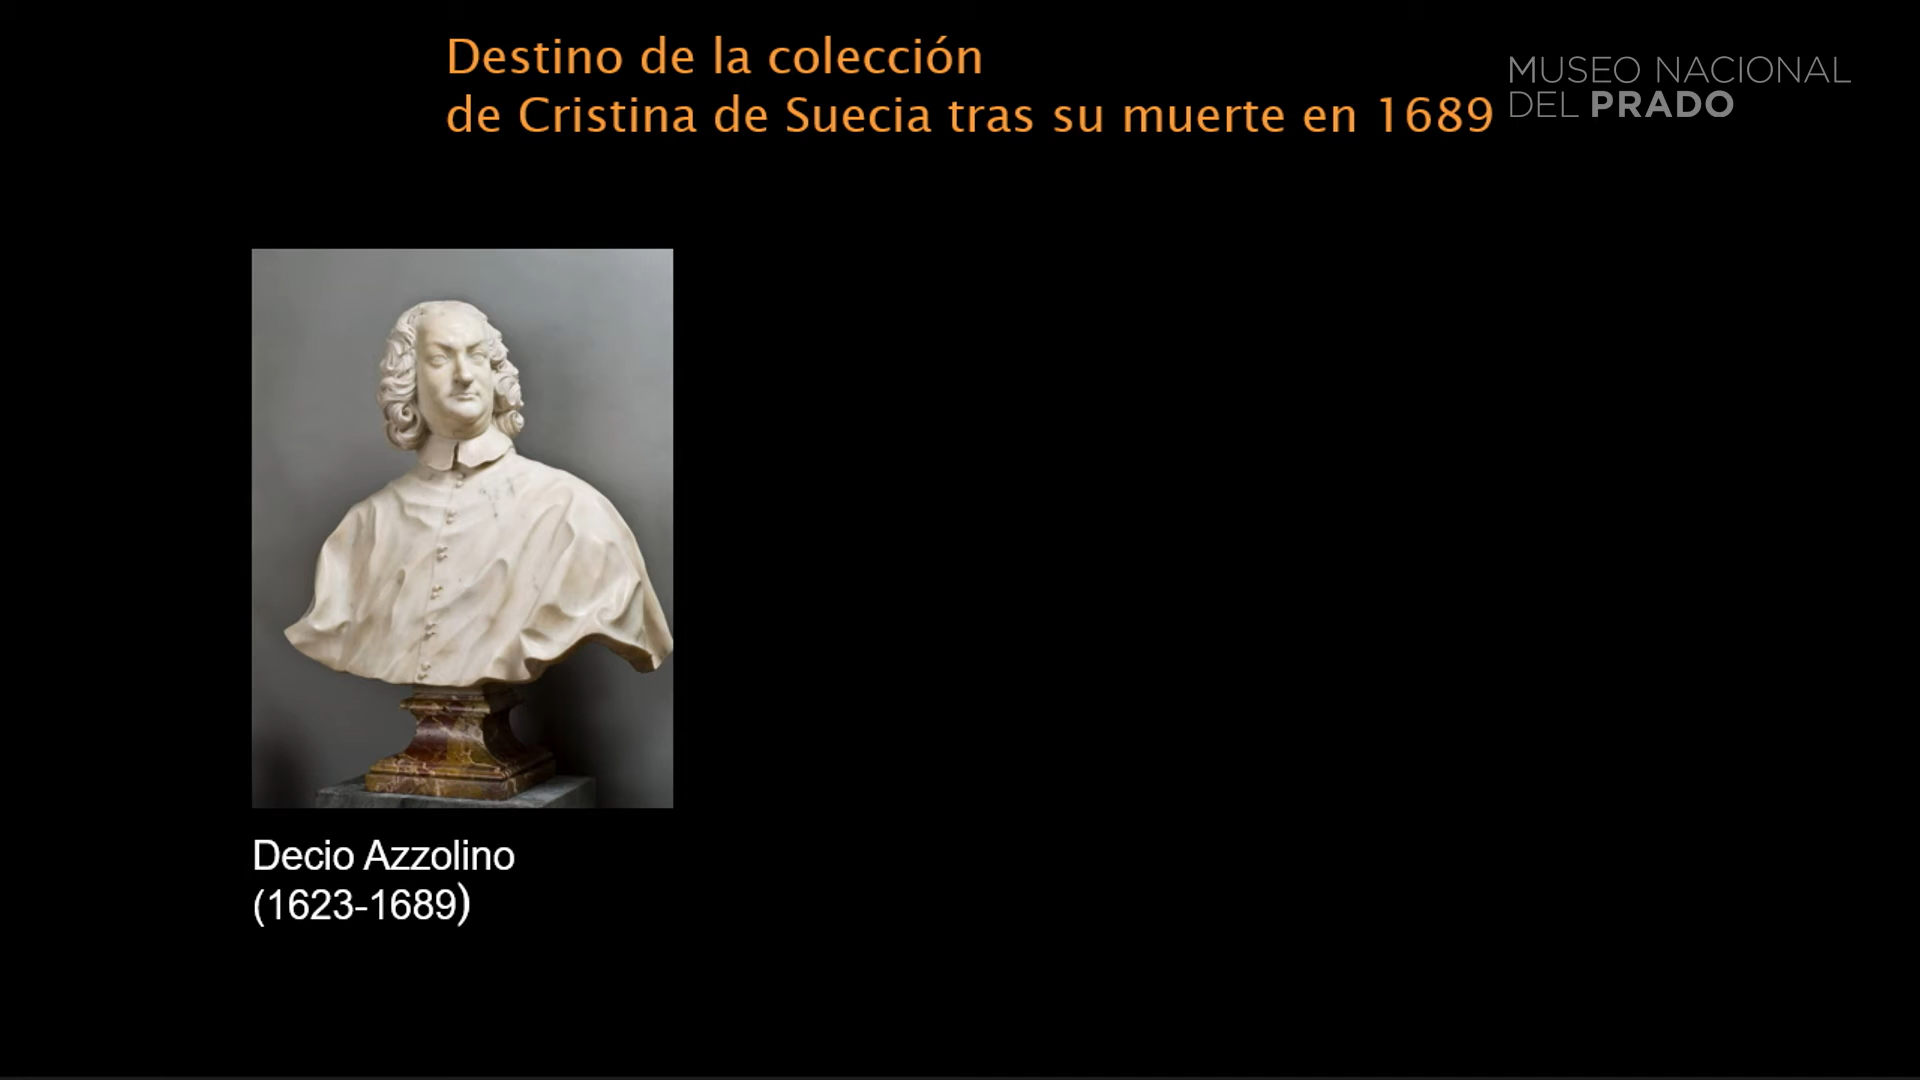 Destino de la colección
de Cristina de Suecia tras su muerte en 1689
MUSEO NACIONAL
DEL PRADO
Decio Azzolino
(1623-1689)